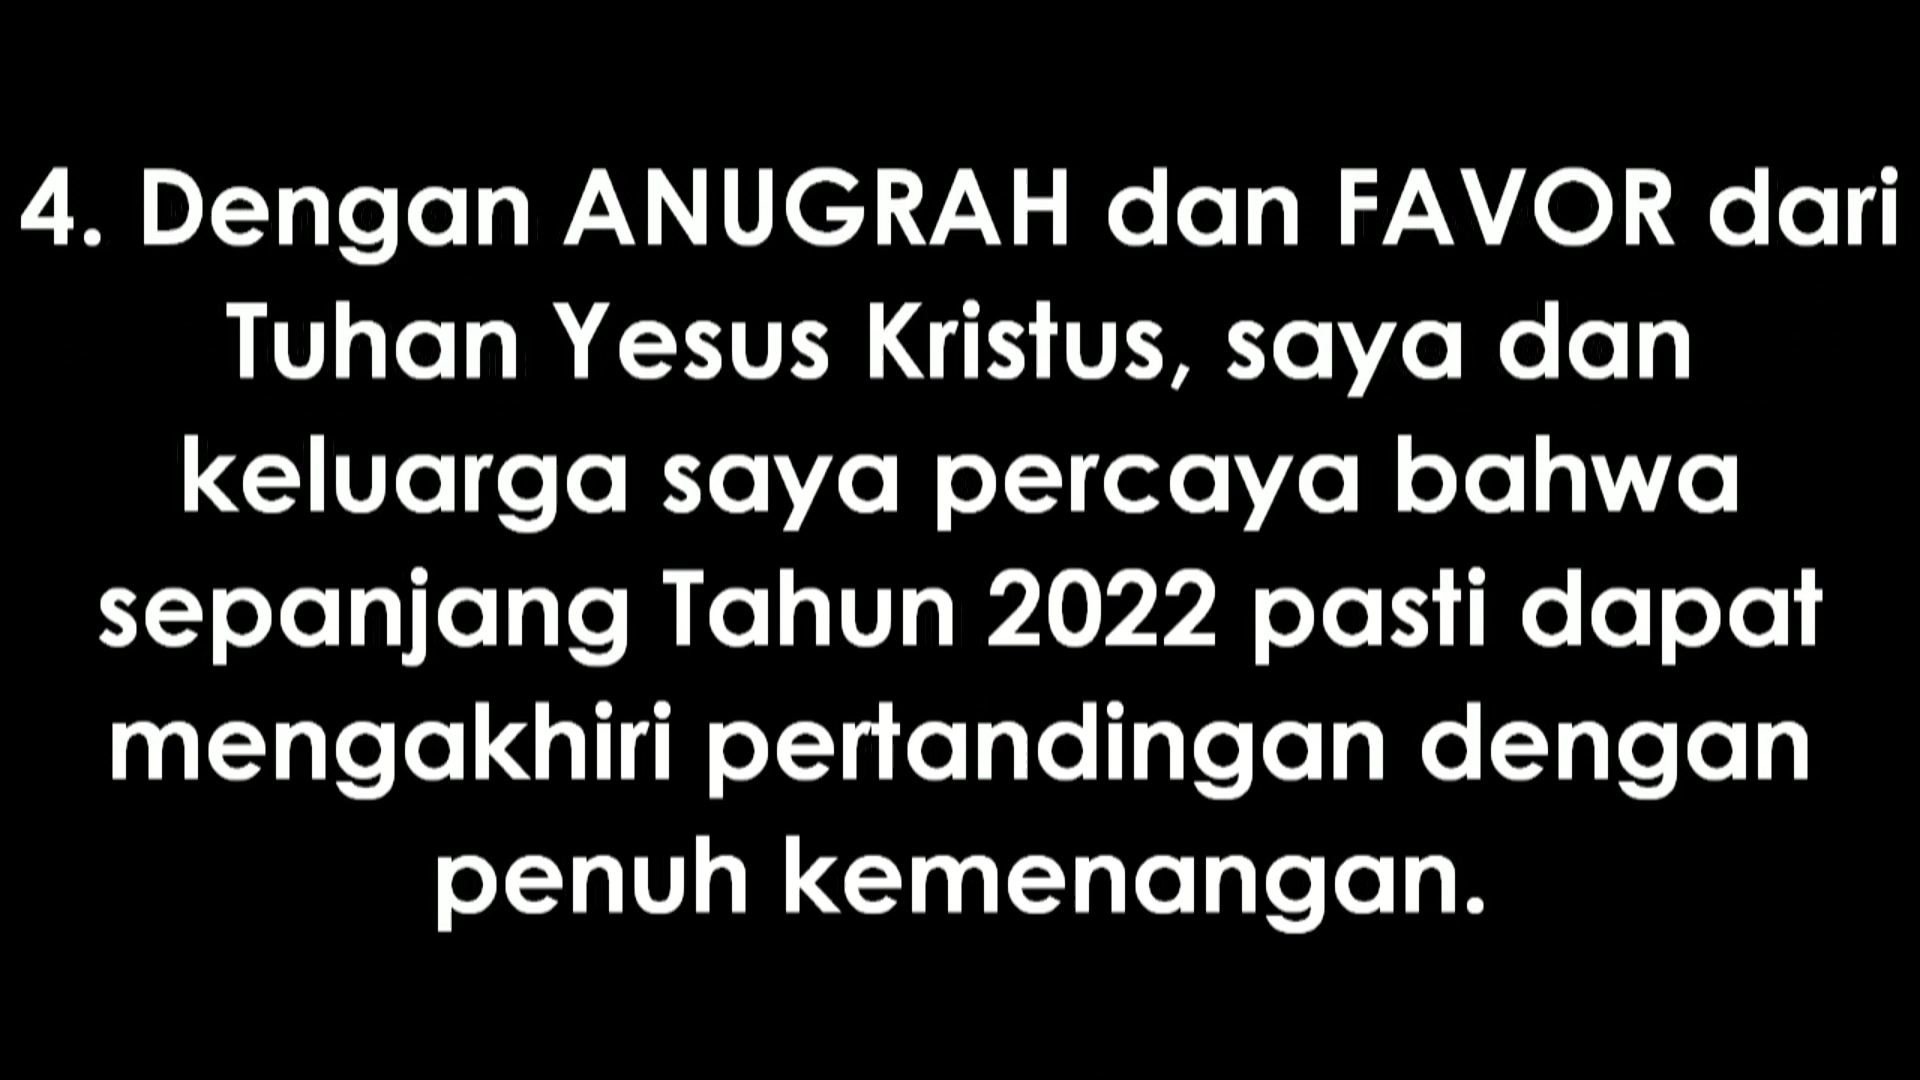 4. Dengan ANUGRAH dan FAVOR dari
Tuhan Yesus Kristus, saya dan
keluarga saya percaya bahwa
sepanjang Tahun 2022 pasti dapat
mengakhiri pertandingan dengan
penuh kemenangan.